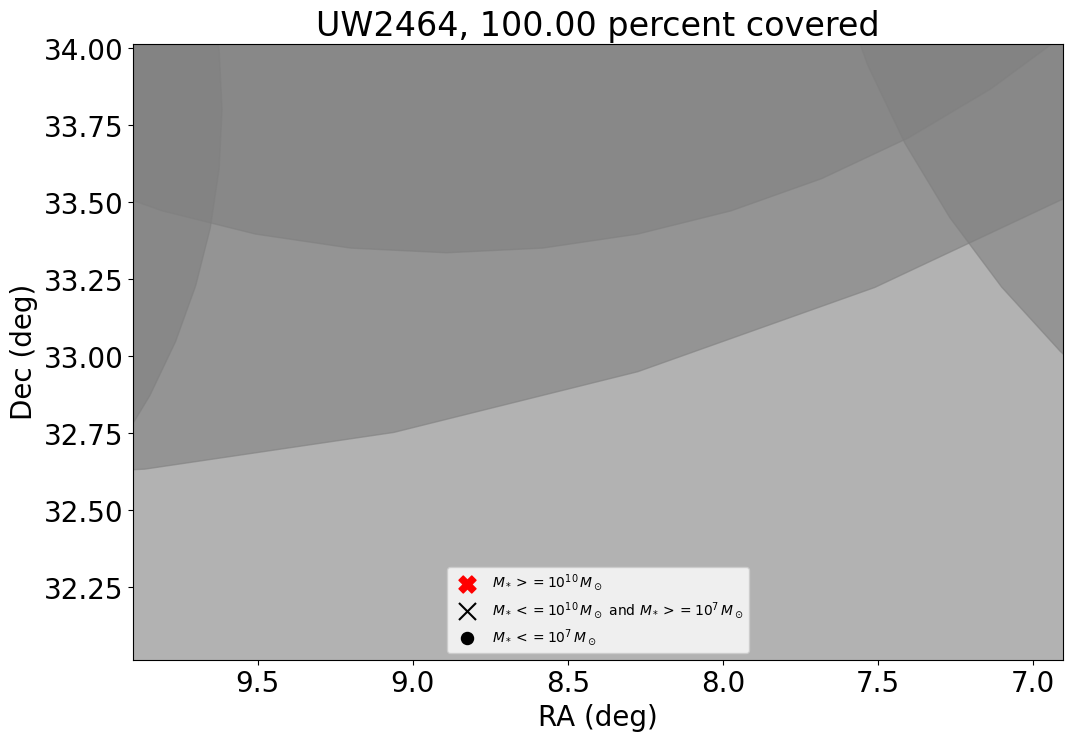 UW2464, 100.00 percent covered
34.00
33.75
33.50
33.25
33.00
32.75
32.50
32.25
Dec (deg)
M* >= 10^10 M⊙
M* <= 10^10 M⊙ and M* >= 10^7 M⊙
M* <= 10^7 M⊙
9.5 9.0 8.5 8.0 7.5 7.0
RA (deg)